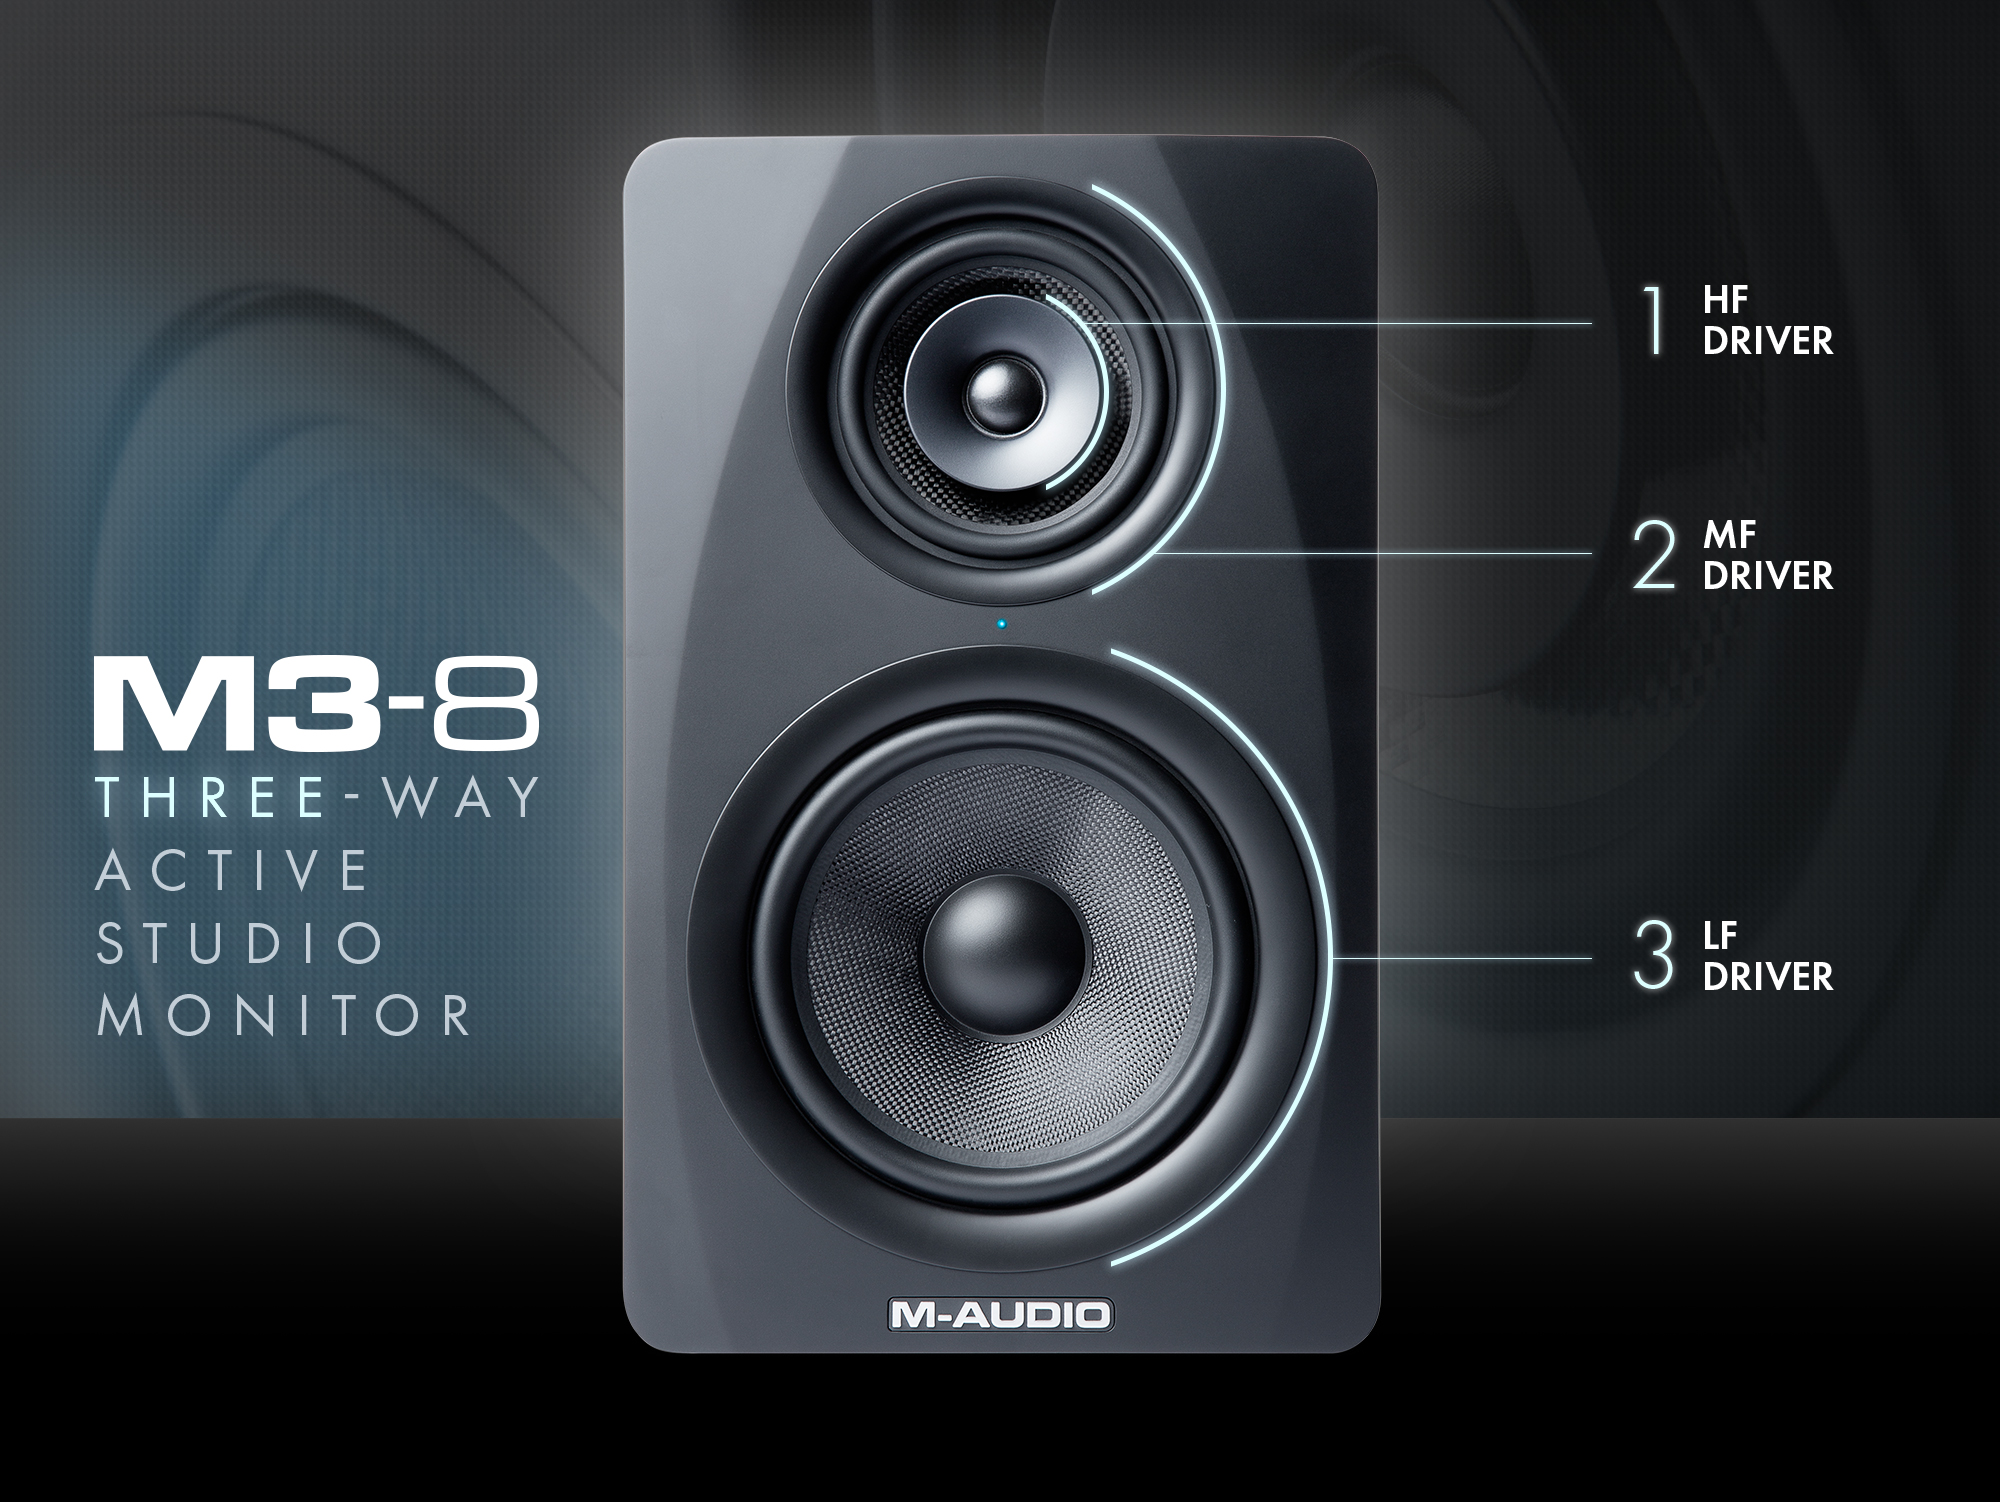 M3-8
THREE-WAY
ACTIVE
STUDIO
MONITOR
1 HF
DRIVER
2 MF
DRIVER
3 LF
DRIVER
M-AUDIO